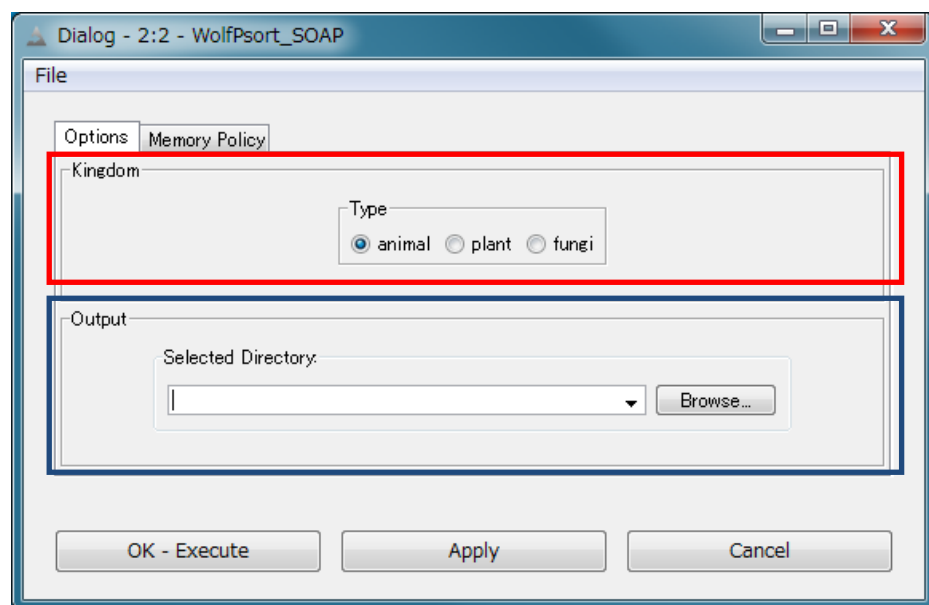 Dialog - 2:2 - WolfPsort_SOAP
File
Options Memory Policy
Kingdom
Type
animal plant fungi
Output
Selected Directory:
Browse...
OK - Execute Apply Cancel